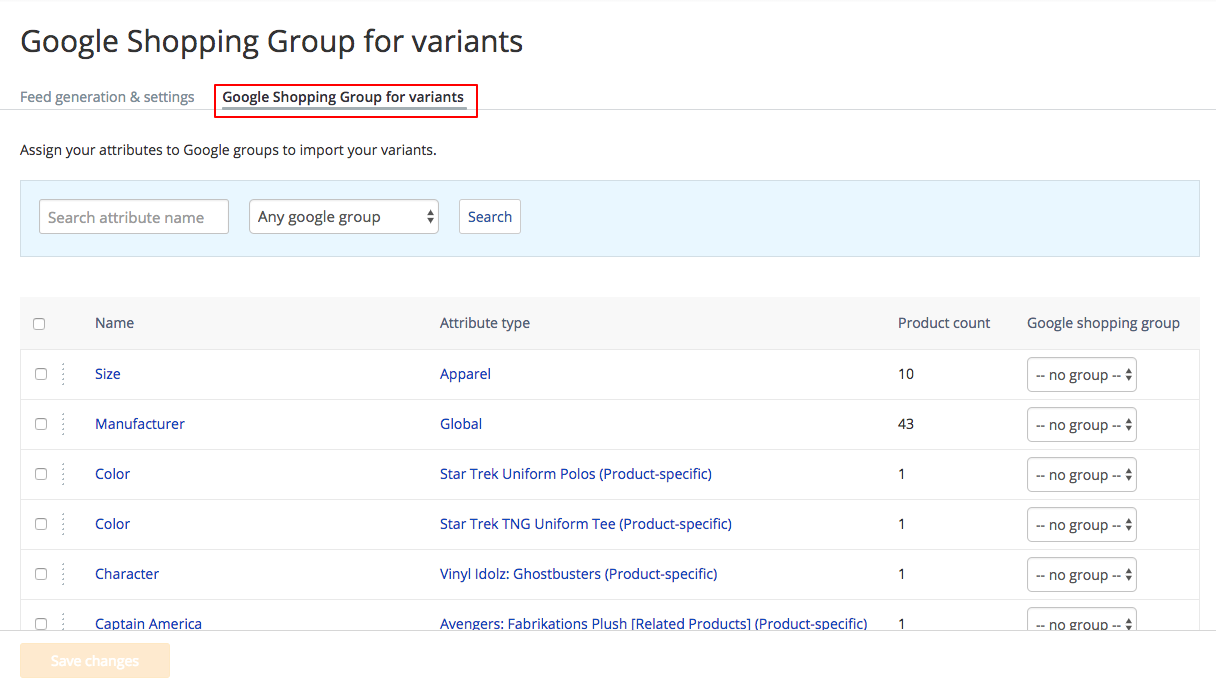 Google Shopping Group for variants
Feed generation & settings Google Shopping Group for variants
Assign your attributes to Google groups to import your variants.
Search attribute name Any google group Search
Name Attribute type Product count Google shopping group
Size Apparel 10 -- no group --
Manufacturer Global 43 -- no group --
Color Star Trek Uniform Polos (Product-specific) 1 -- no group --
Color Star Trek TNG Uniform Tee (Product-specific) 1 -- no group --
Character Vinyl Idolz: Ghostbusters (Product-specific) 1 -- no group --
Captain America Avengers: Fabrikations Plush [Related Products] (Product-specific) 1 -- no group --
Save changes